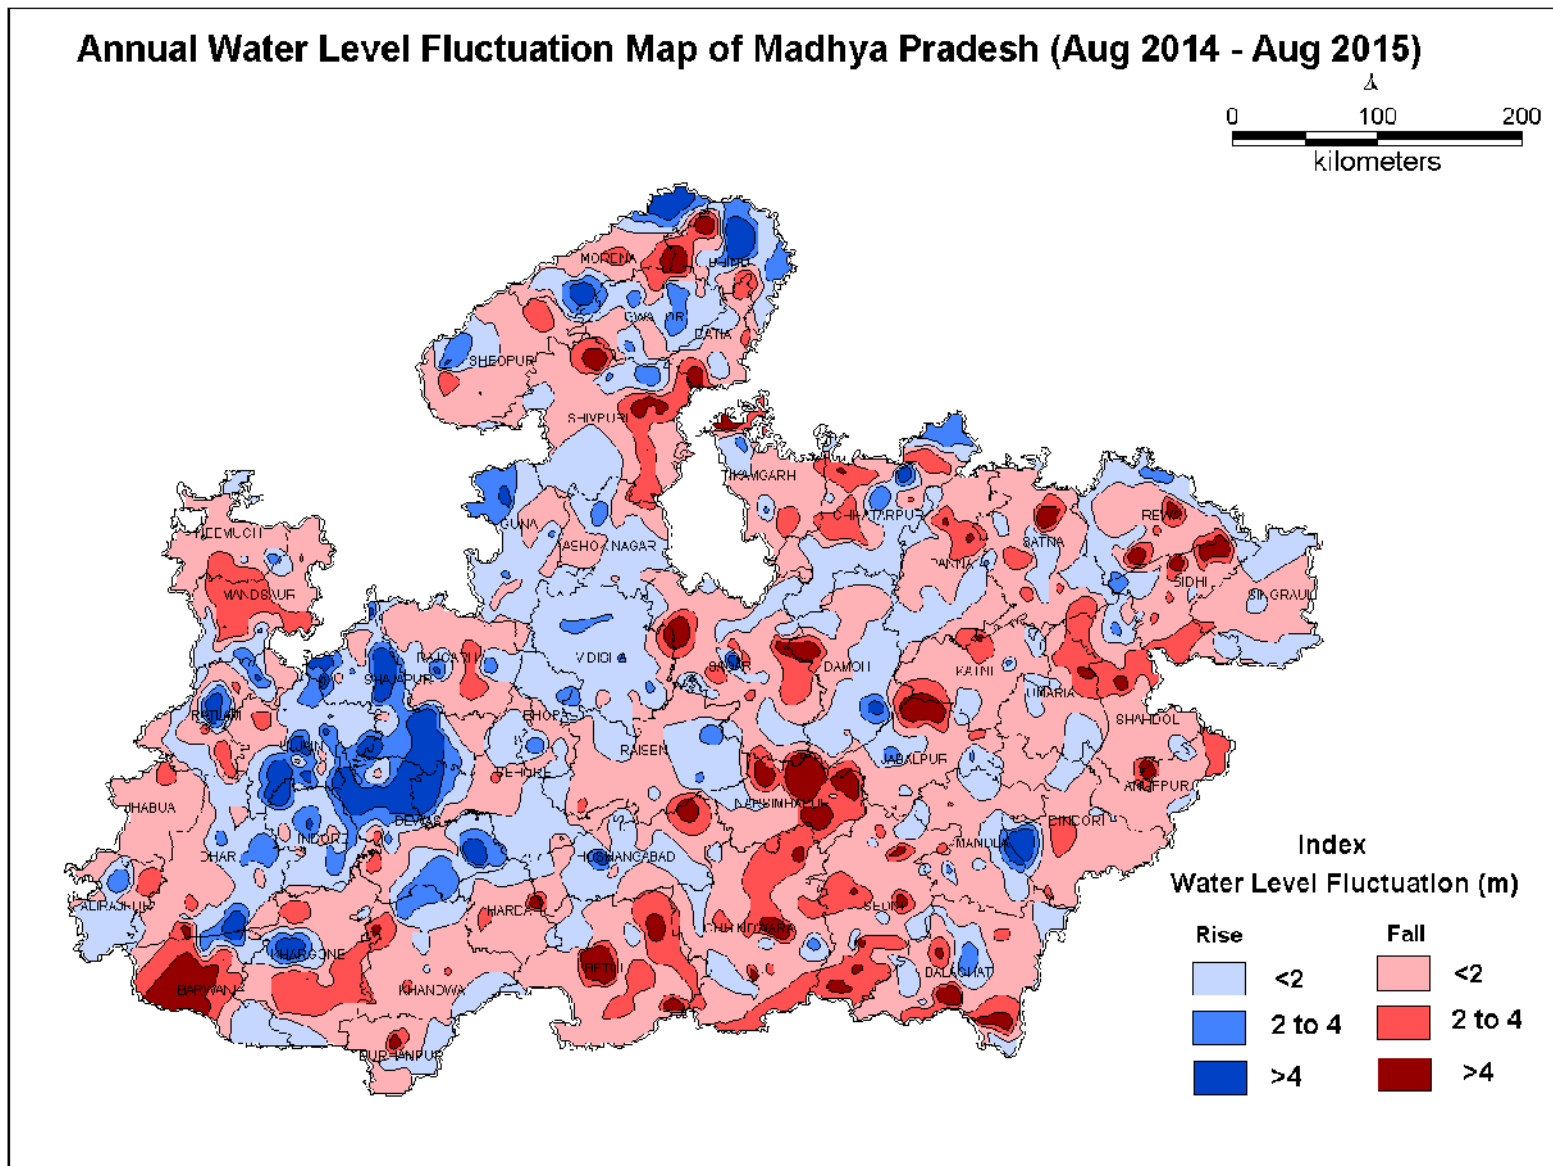 Annual Water Level Fluctuation Map of Madhya Pradesh (Aug 2014 - Aug 2015)
0 100 200
kilometers
MORENA
BHIND
GWALIOR
DATIA
SHEOPUR
SHIVPURI
TIKAMGARH
GUNA
CHHATARPUR
REWA
NEEMUCH
ASHOKNAGAR
SATNA
PANNA
SIDHI
MANDSAUR
SINGRAULI
RAJGARH
VIDISHA
SAGAR
DAMOH
KATNI
SHAJAPUR
UMARIA
RATLAM
BHOPAL
SHAHDOL
UJJAIN
RAISEN
JABALPUR
SEHORE
ANUPPUR
JHABUA
NARSIMHAPUR
DEWAS
DINDORI
INDORE
MANDLA
DHAR
HOSHANGABAD
ALIRAJPUR
HARDA
SEONI
CHHINDWARA
KHARGONE
BETUL
BALAGHAT
BARWANI
KHANDWA
BURHANPUR
Index
Water Level Fluctuation (m)
Rise Fall
<2 <2
2 to 4 2 to 4
>4 >4